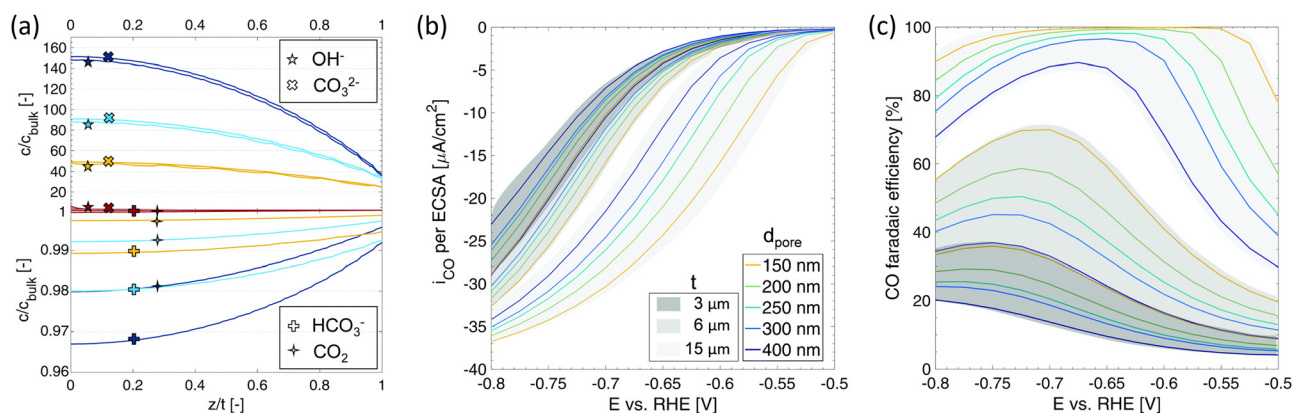 (a)
0 0.2 0.4 0.6 0.8 1
160
140
120
100
80
60
40
20
1
0.99
0.98
0.97
0.96
c/c_bulk [-]
c/c_bulk [-]
OH⁻
CO₃²⁻
HCO₃⁻
CO₂
0 0.2 0.4 0.6 0.8 1
z/t [-]
(b)
0
-5
-10
-15
-20
-25
-30
-35
-40
i_CO per ECSA [μA/cm²]
t
3 μm
6 μm
15 μm
d_pore
150 nm
200 nm
250 nm
300 nm
400 nm
-0.8 -0.75 -0.7 -0.65 -0.6 -0.55 -0.5
E vs. RHE [V]
(c)
100
80
60
40
20
0
CO faradaic efficiency [%]
-0.8 -0.75 -0.7 -0.65 -0.6 -0.55 -0.5
E vs. RHE [V]